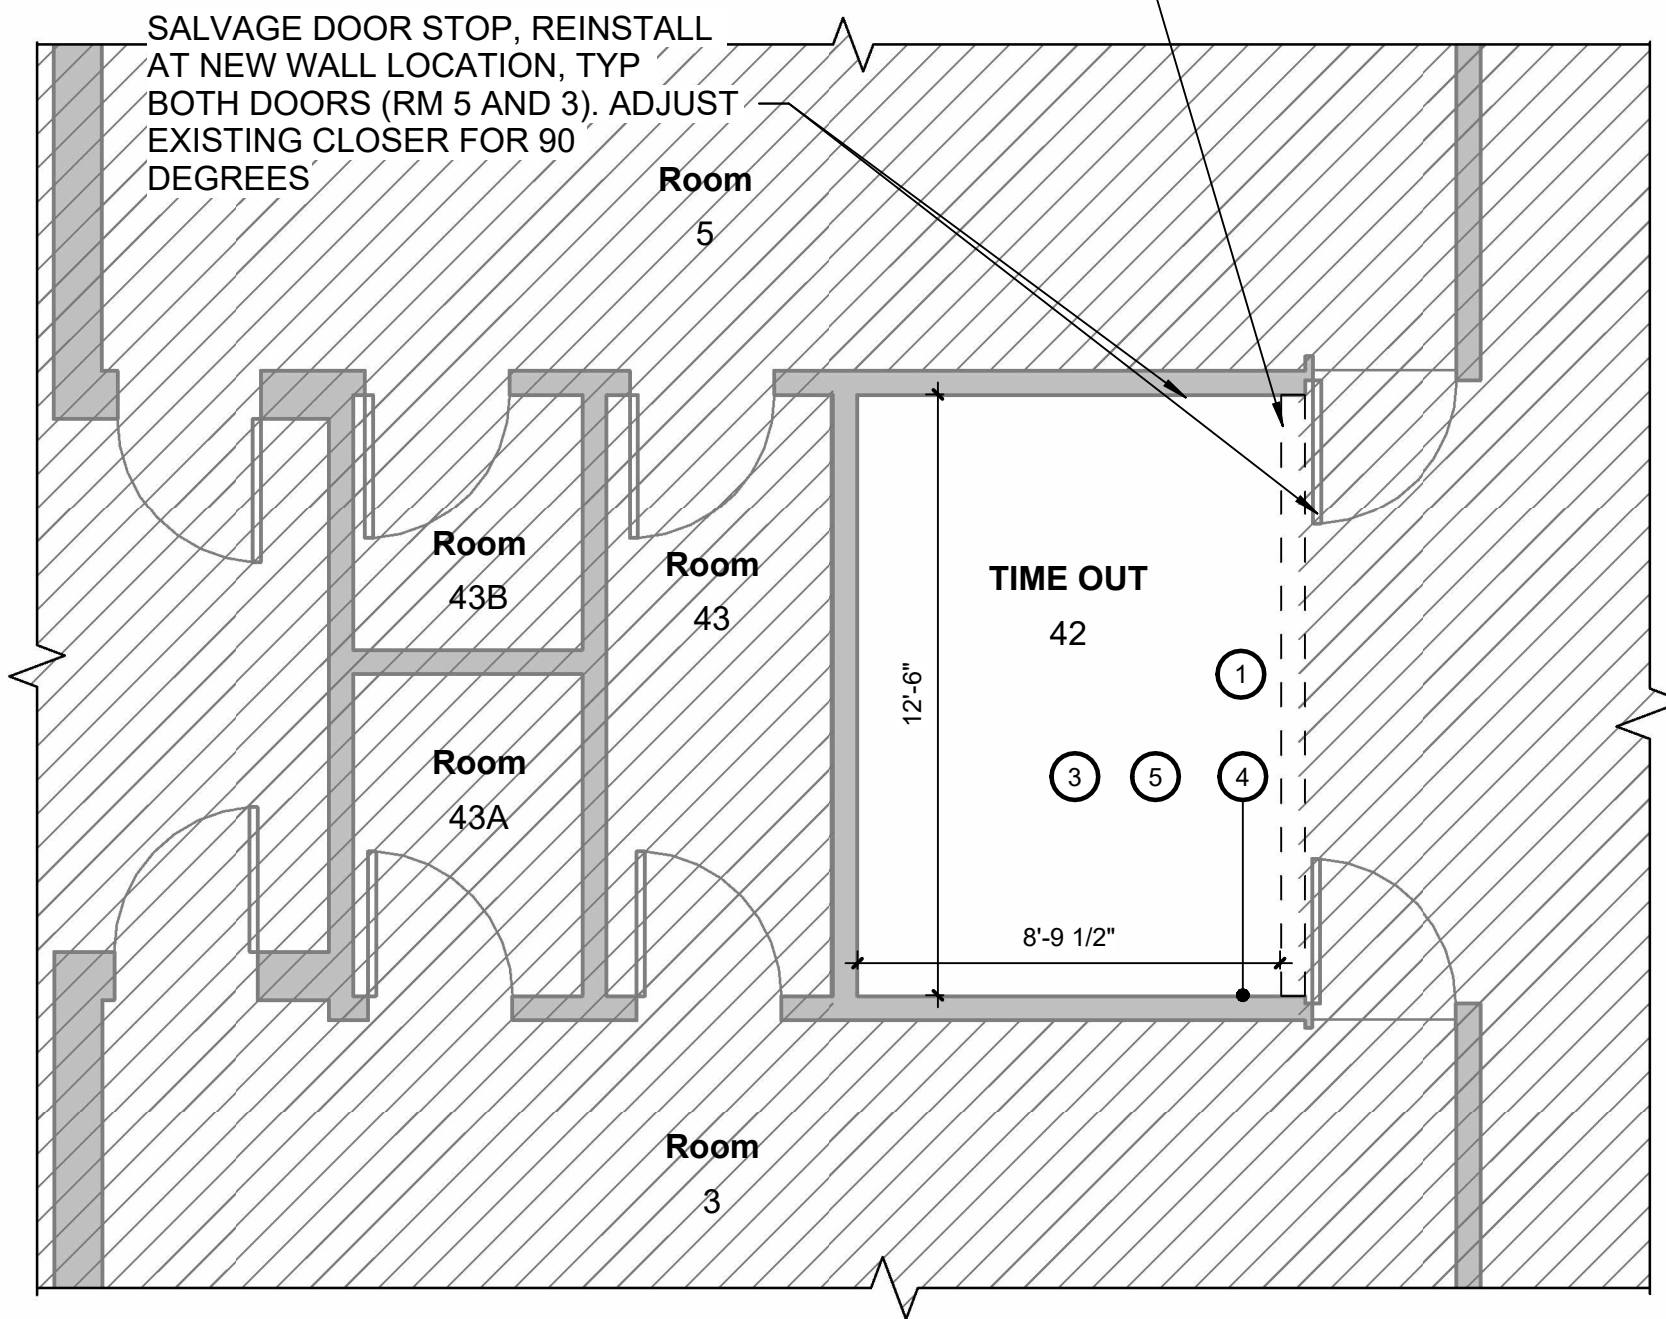 SALVAGE DOOR STOP, REINSTALL
AT NEW WALL LOCATION, TYP
BOTH DOORS (RM 5 AND 3). ADJUST
EXISTING CLOSER FOR 90
DEGREES
Room
5
Room
43B
Room
43
TIME OUT
42
1
12'-6"
Room
43A
3
5
4
8'-9 1/2"
Room
3